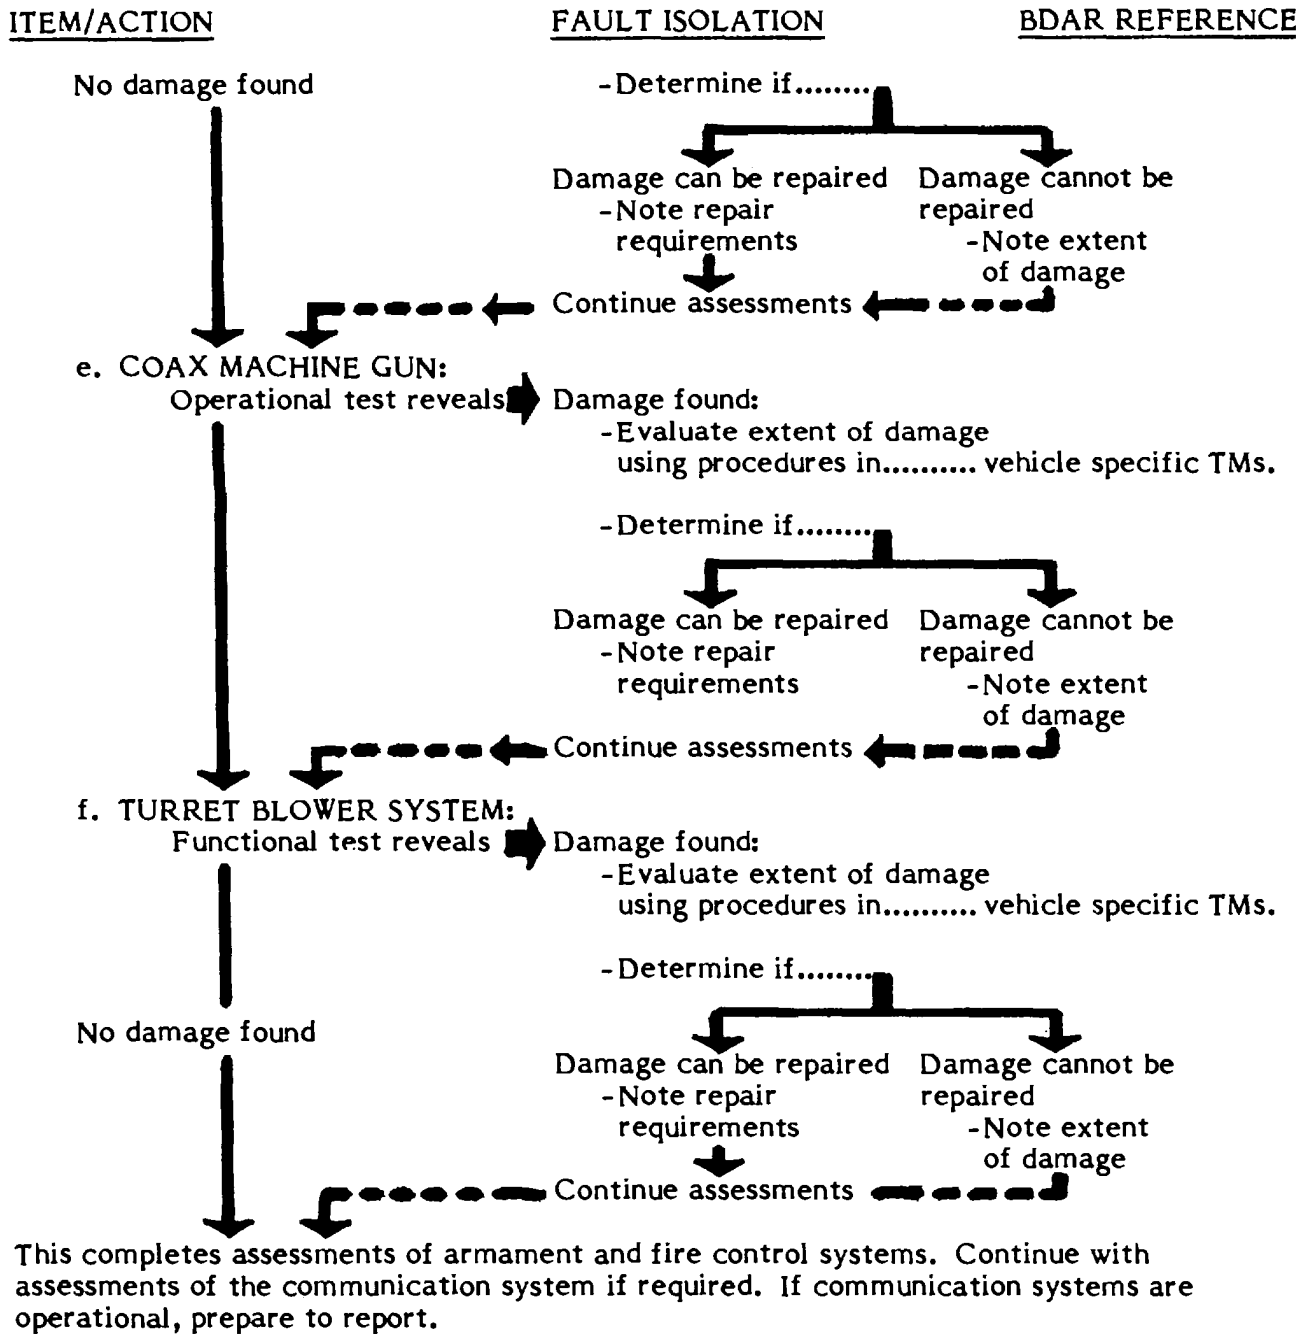 ITEM/ACTION FAULT ISOLATION BDAR REFERENCE
No damage found -Determine if........
Damage can be repaired Damage cannot be
-Note repair repaired
requirements -Note extent
of damage
Continue assessments
e. COAX MACHINE GUN:
Operational test reveals Damage found:
-Evaluate extent of damage
using procedures in.......... vehicle specific TMs.
-Determine if........
Damage can be repaired Damage cannot be
-Note repair repaired
requirements -Note extent
of damage
Continue assessments
f. TURRET BLOWER SYSTEM:
Functional test reveals Damage found:
-Evaluate extent of damage
using procedures in.......... vehicle specific TMs.
-Determine if........
No damage found
Damage can be repaired Damage cannot be
-Note repair repaired
requirements -Note extent
of damage
Continue assessments
This completes assessments of armament and fire control systems. Continue with
assessments of the communication system if required. If communication systems are
operational, prepare to report.